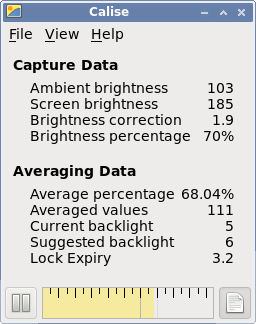 Calise
File View Help
Capture Data
Ambient brightness 103
Screen brightness 185
Brightness correction 1.9
Brightness percentage 70%
Averaging Data
Average percentage 68.04%
Averaged values 111
Current backlight 5
Suggested backlight 6
Lock Expiry 3.2